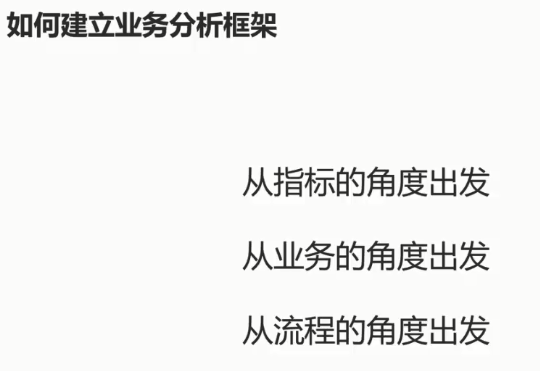 如何建立业务分析框架
从指标的角度出发
从业务的角度出发
从流程的角度出发